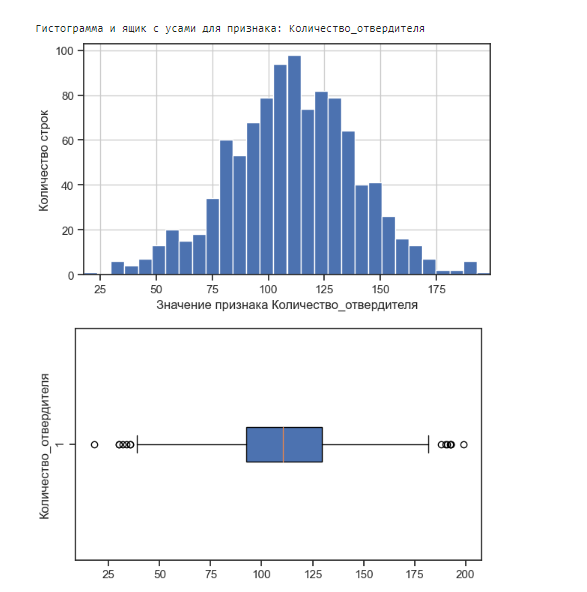 Гистограмма и ящик с усами для признака: Количество_отвердителя
100
80
60
40
20
0
Количество строк
25 50 75 100 125 150 175
Значение признака Количество_отвердителя
Количество_отвердителя
1
25 50 75 100 125 150 175 200